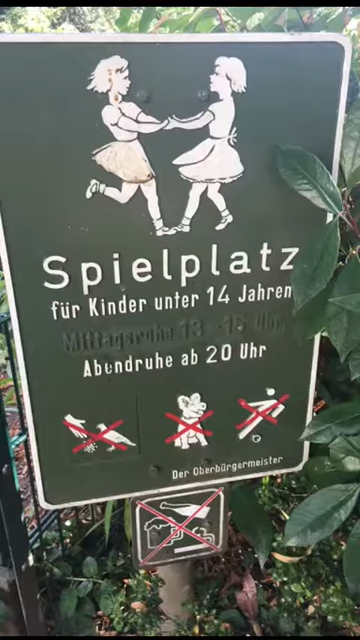 Spielplatz
für Kinder unter 14 Jahren
Mittagsruhe 13 - 15 Uhr
Abendruhe ab 20 Uhr
Der Oberbürgermeister